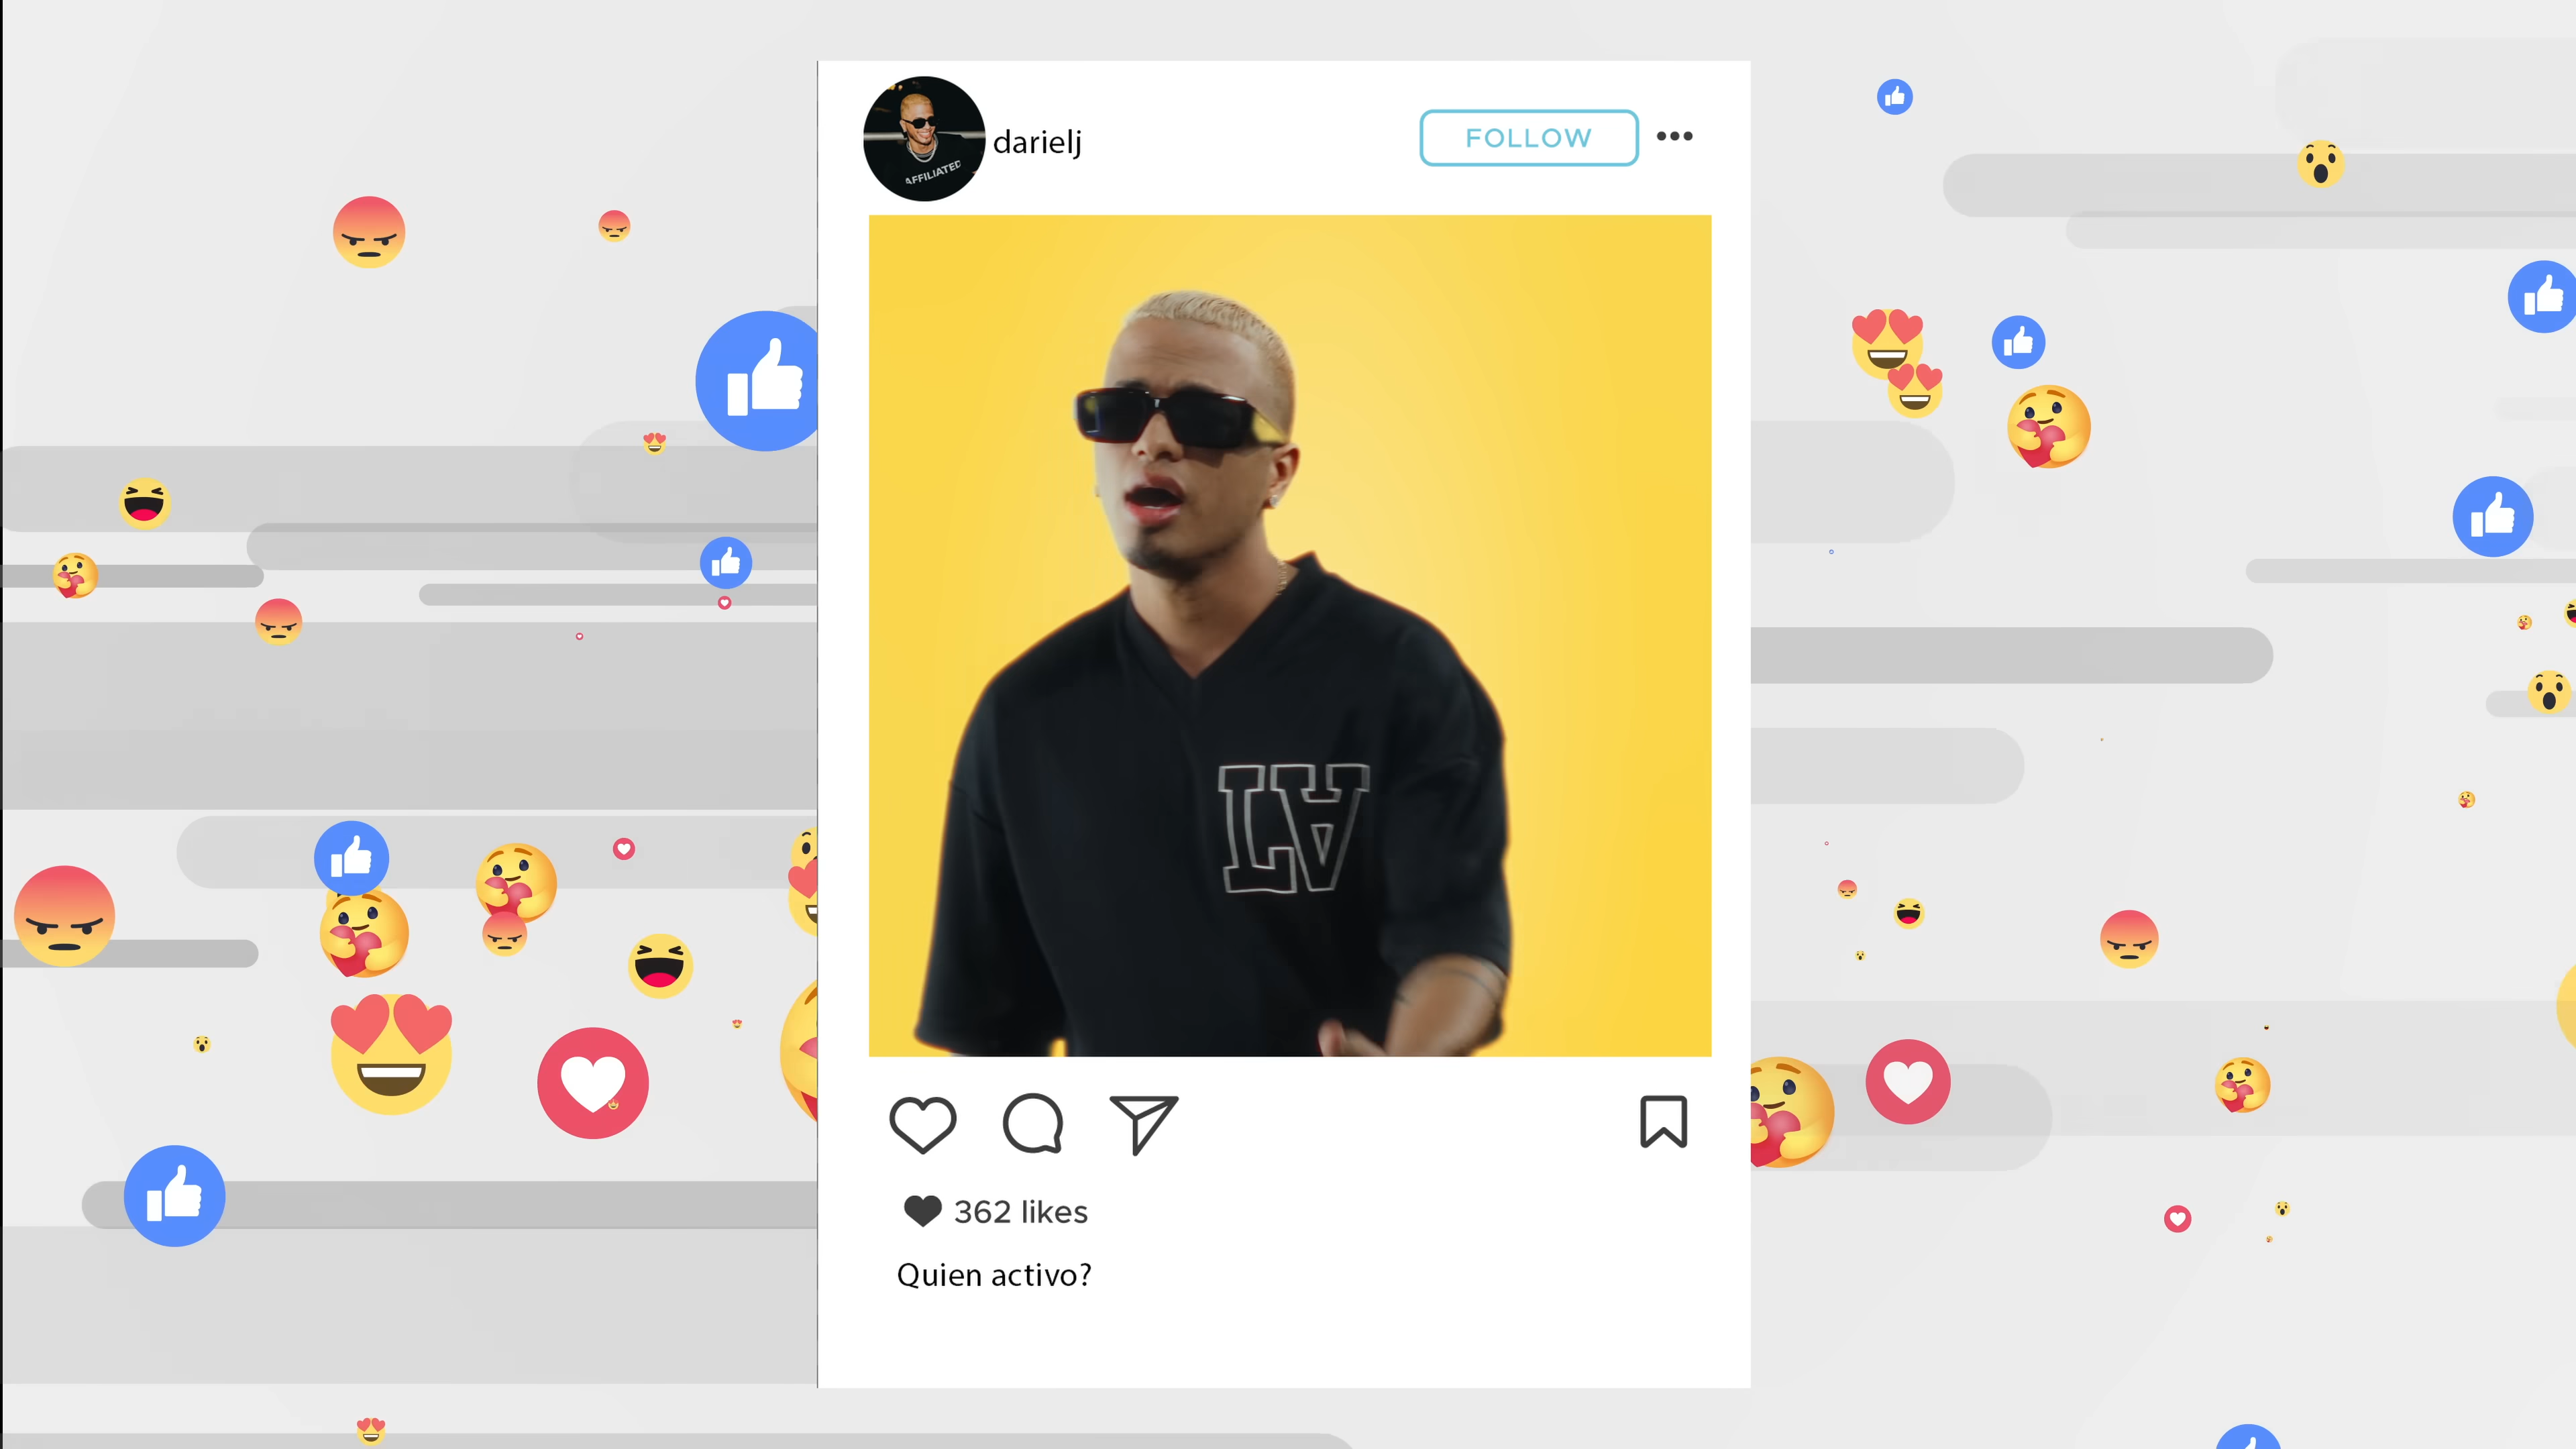 darielj
FOLLOW
AFFILIATED
LV
362 likes
Quien activo?